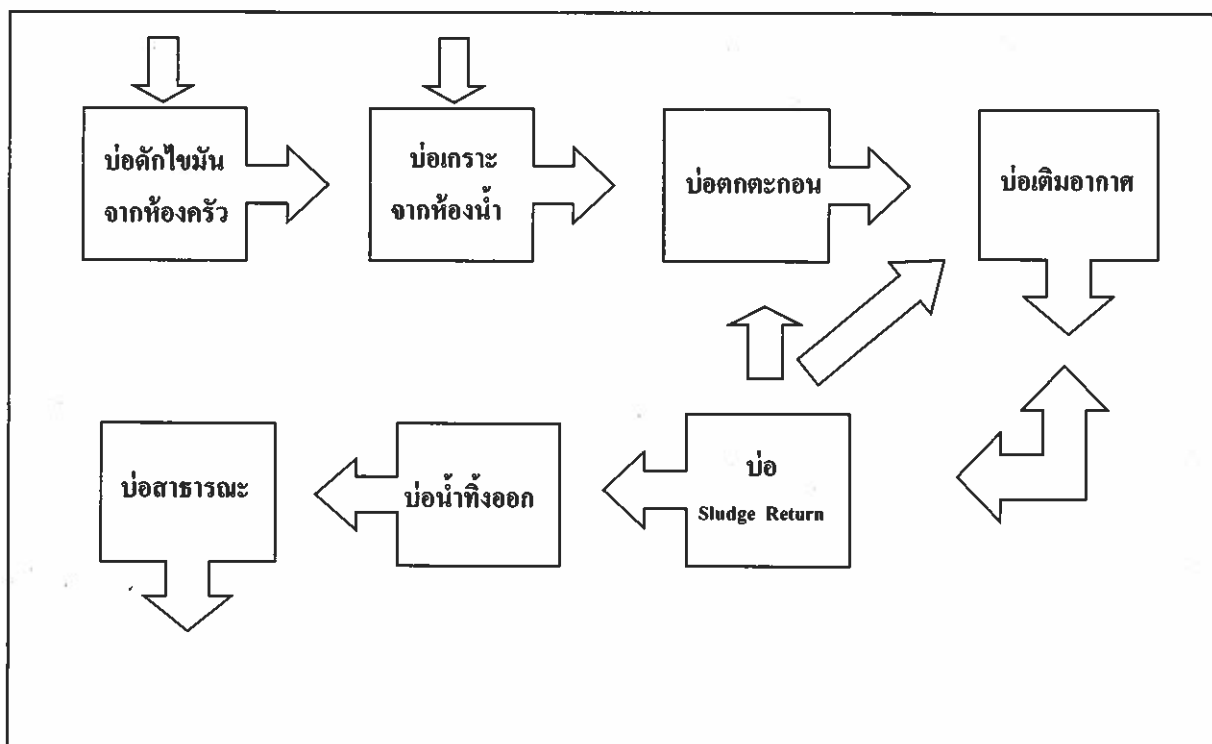 บ่อดักไขมัน
จากห้องครัว
บ่อเกราะ
จากห้องน้ำ
บ่อตกตะกอน
บ่อเติมอากาศ
บ่อสาธารณะ
บ่อน้ำทิ้งออก
บ่อ
Sludge Return